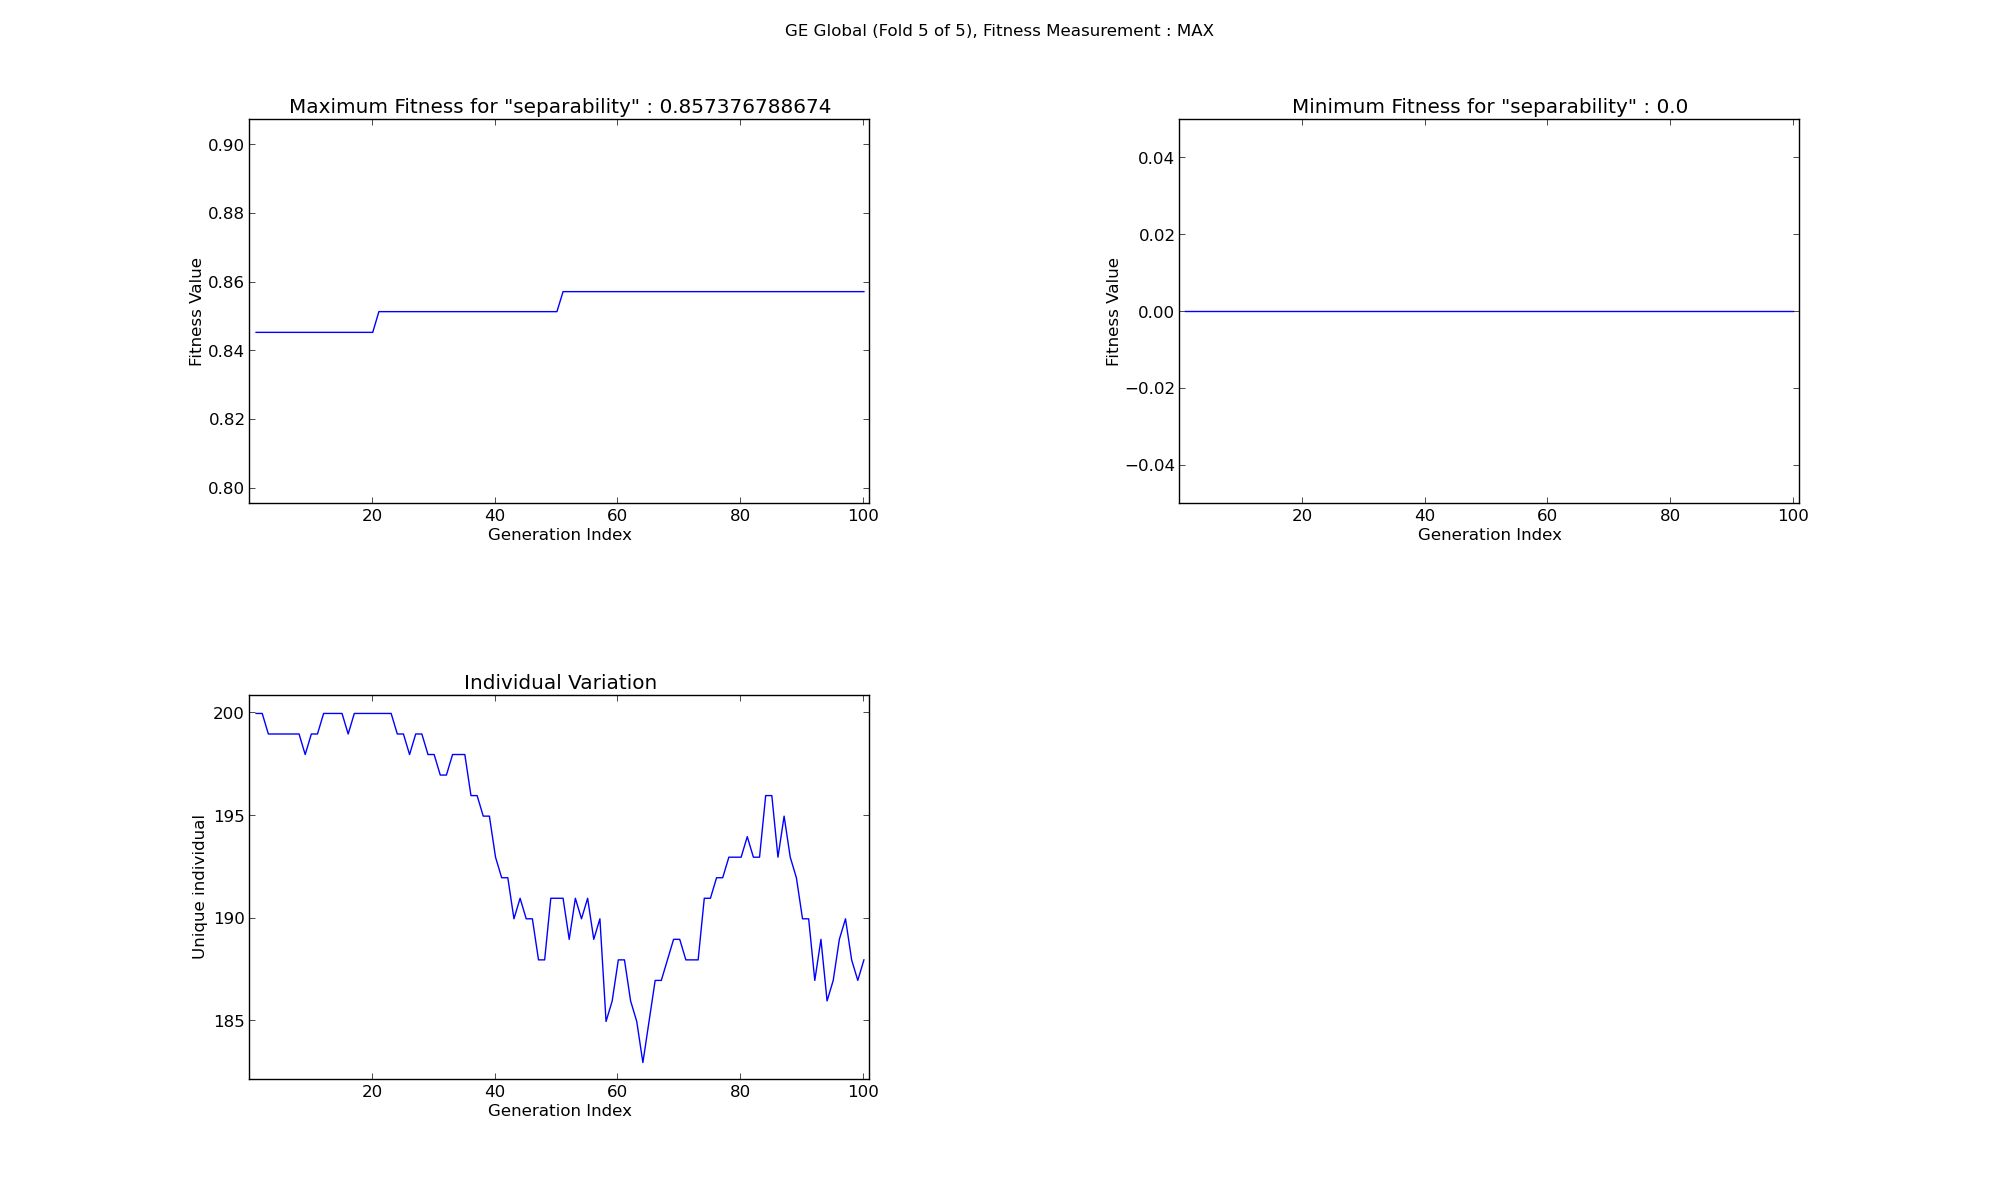 GE Global (Fold 5 of 5), Fitness Measurement : MAX
Maximum Fitness for "separability" : 0.857376788674
0.90
0.88
0.86
0.84
0.82
0.80
Fitness Value
20 40 60 80 100
Generation Index
Minimum Fitness for "separability" : 0.0
0.04
0.02
0.00
−0.02
−0.04
Fitness Value
20 40 60 80 100
Generation Index
Individual Variation
200
195
190
185
Unique individual
20 40 60 80 100
Generation Index